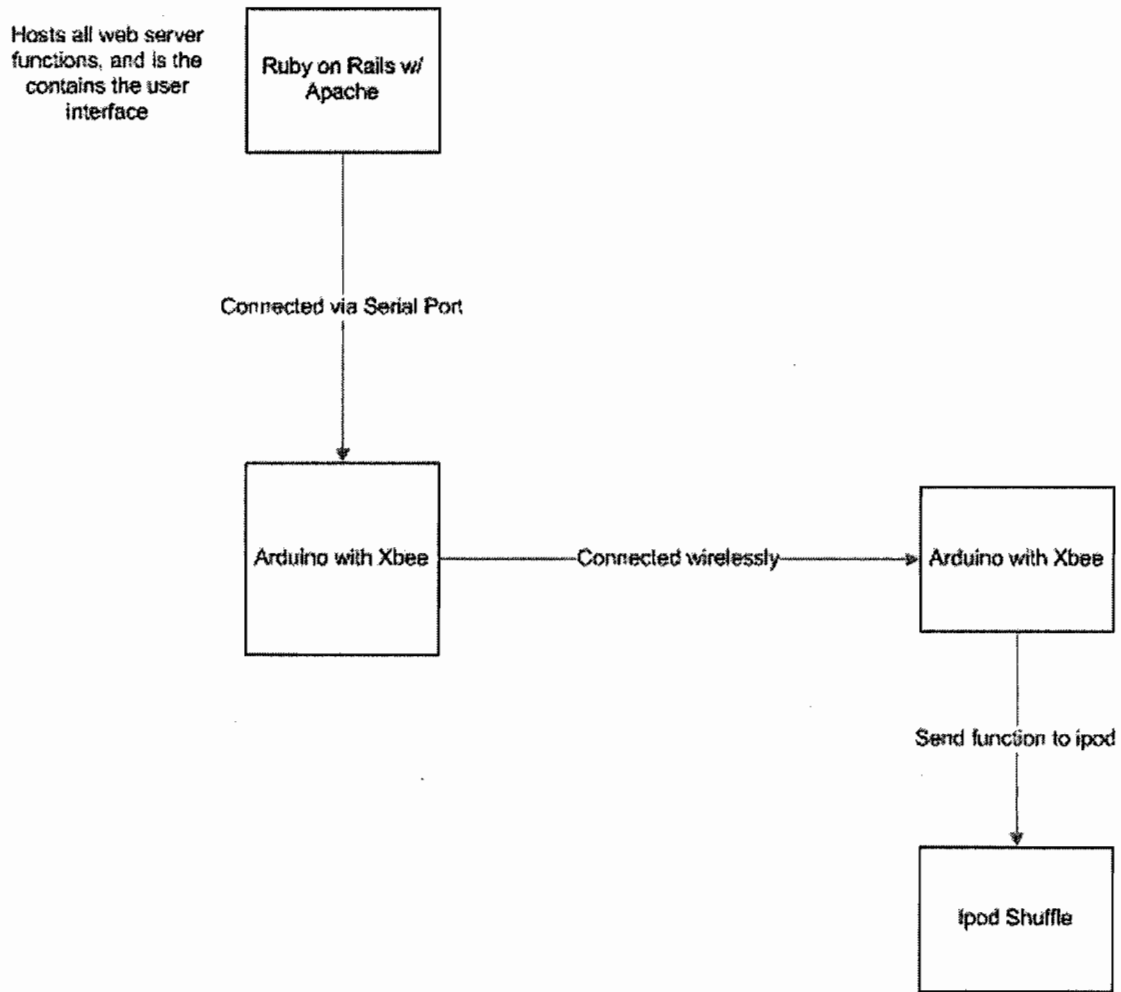 Hosts all web server
functions, and is the
contains the user
interface
Ruby on Rails w/
Apache
Connected via Serial Port
Arduino with Xbee
Connected wirelessly
Arduino with Xbee
Send function to ipod
Ipod Shuffle